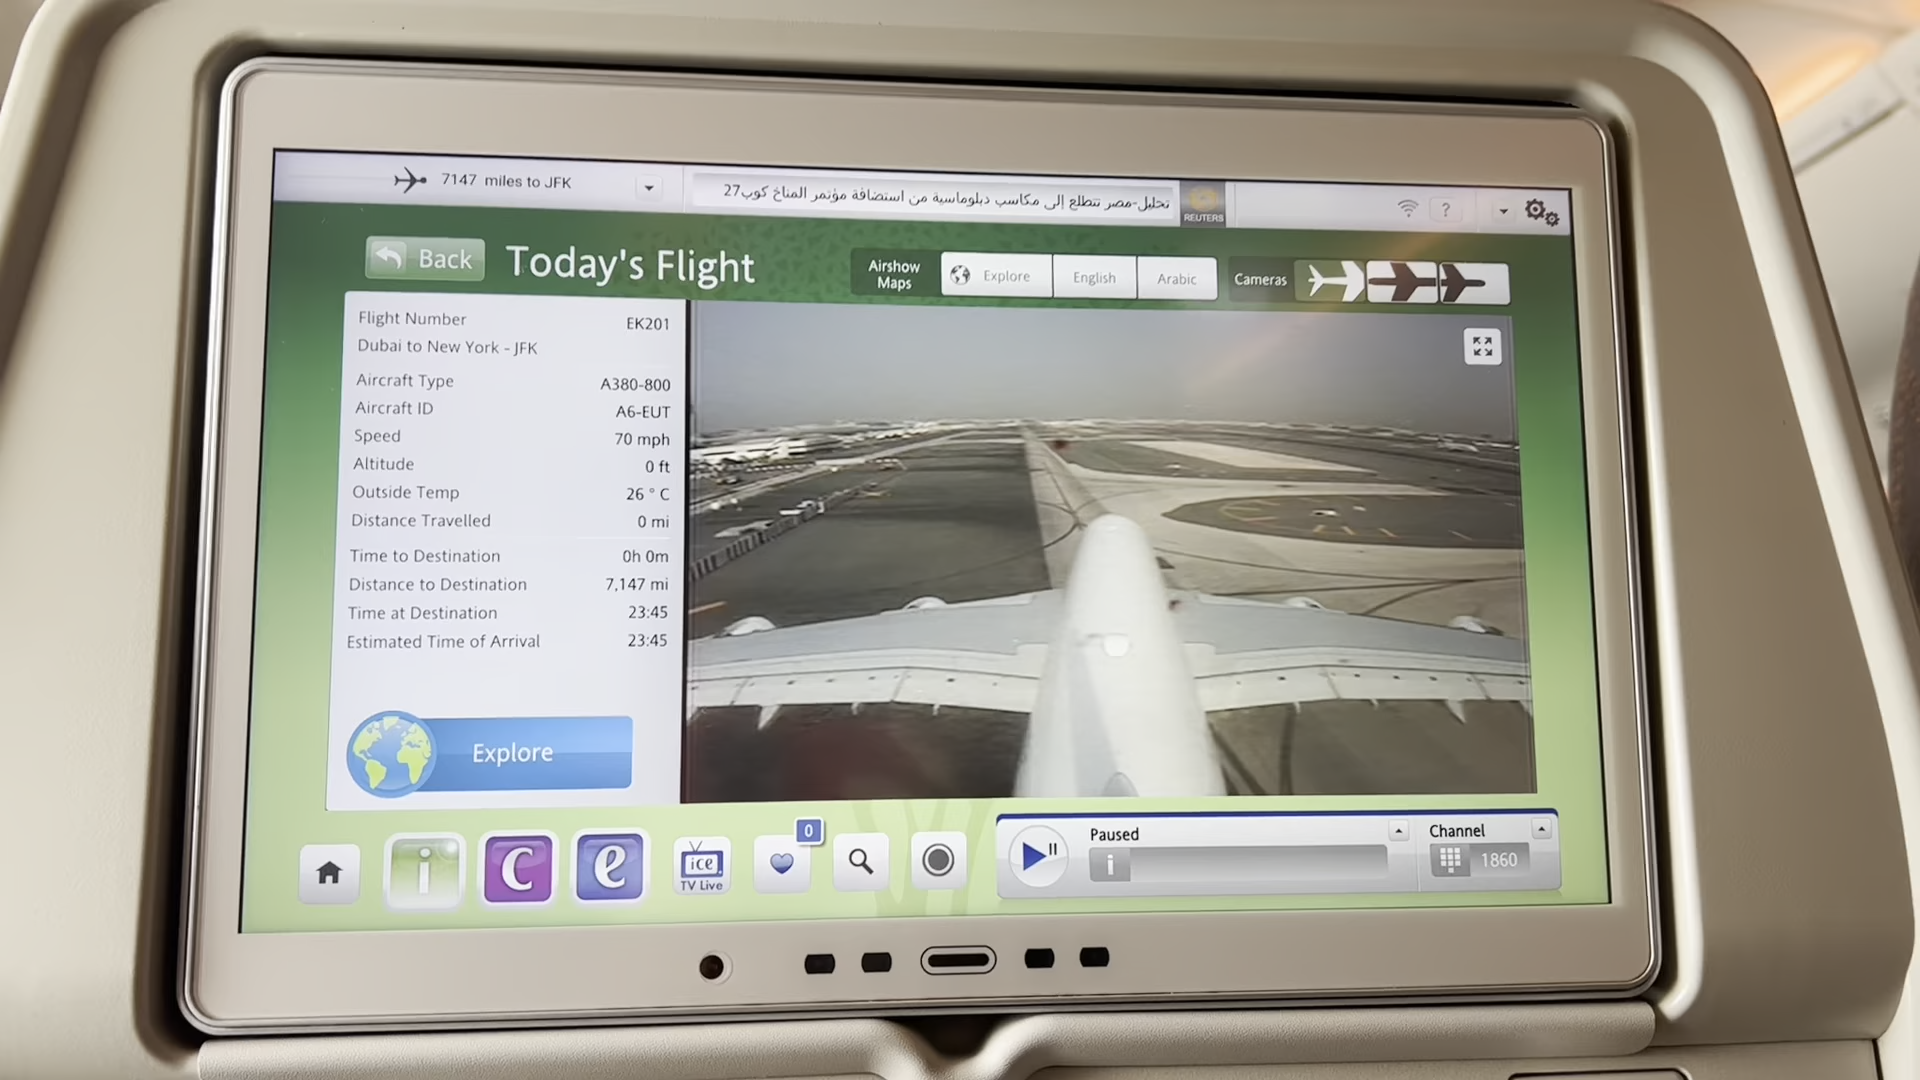 7147 miles to JFK
تحليل-مصر تتطلع إلى مكاسب دبلوماسية من استضافة مؤتمر المناخ كوب27
REUTERS
?
Back
Today's Flight
Airshow
Maps
Explore
English
Arabic
Cameras
Flight Number EK201
Dubai to New York - JFK
Aircraft Type A380-800
Aircraft ID A6-EUT
Speed 70 mph
Altitude 0 ft
Outside Temp 26 ° C
Distance Travelled 0 mi
Time to Destination 0h 0m
Distance to Destination 7,147 mi
Time at Destination 23:45
Estimated Time of Arrival 23:45
Explore
i
C
e
ice
TV Live
0
Paused
i
Channel
1860